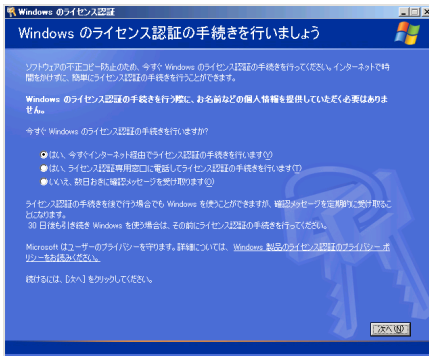 Windows のライセンス認証
Windows のライセンス認証の手続きを行いましょう
ソフトウェアの不正コピー防止のため、今すぐ Windows のライセンス認証の手続きを行ってください。インターネットで時
間をかけずに、簡単にライセンス認証の手続きを行うことができます。
Windows のライセンス認証の手続きを行う際に、お名前などの個人情報を提供していただく必要はありま
せん。
今すぐ Windows のライセンス認証の手続きを行いますか?
はい、今すぐインターネット経由でライセンス認証の手続きを行います(Y)
はい、ライセンス認証専用窓口に電話してライセンス認証の手続きを行います(T)
いいえ、数日おきに確認メッセージを受け取ります(O)
ライセンス認証の手続きを後で行う場合でも Windows を使うことができますが、確認メッセージを定期的に受け取るこ
とになります。
30 日後も引き続き Windows を使う場合は、その前にライセンス認証の手続きを行ってください。
Microsoft はユーザーのプライバシーを守ります。詳細については、Windows 製品のライセンス認証のプライバシー ポ
リシーをお読みください。
続けるには、[次へ] をクリックしてください。
次へ(N)